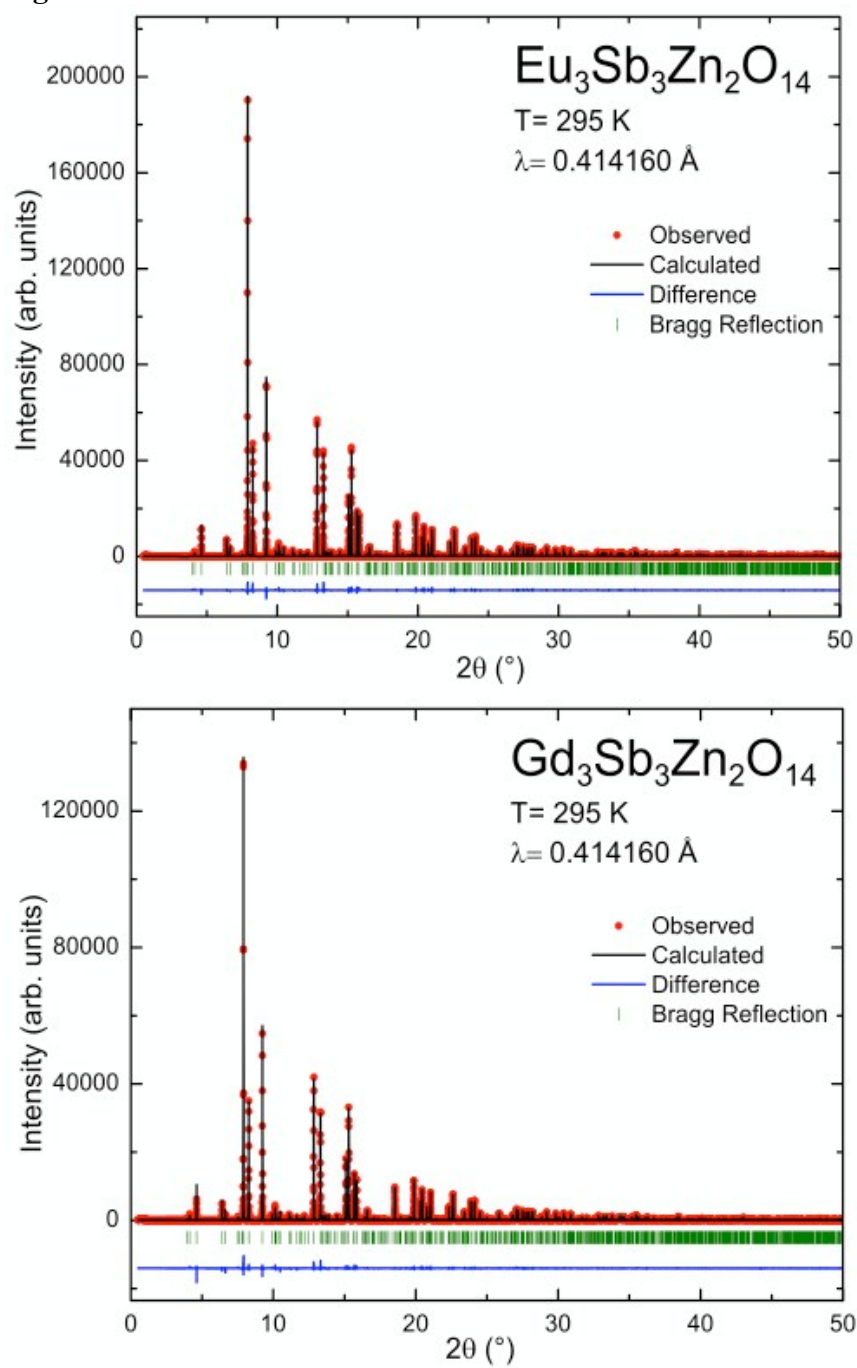 Eu₃Sb₃Zn₂O₁₄
T= 295 K
λ= 0.414160 Å
Observed
Calculated
Difference
Bragg Reflection
Intensity (arb. units)
200000
160000
120000
80000
40000
0
0 10 20 30 40 50
2θ (°)
Gd₃Sb₃Zn₂O₁₄
T= 295 K
λ= 0.414160 Å
Observed
Calculated
Difference
Bragg Reflection
Intensity (arb. units)
120000
80000
40000
0
0 10 20 30 40 50
2θ (°)